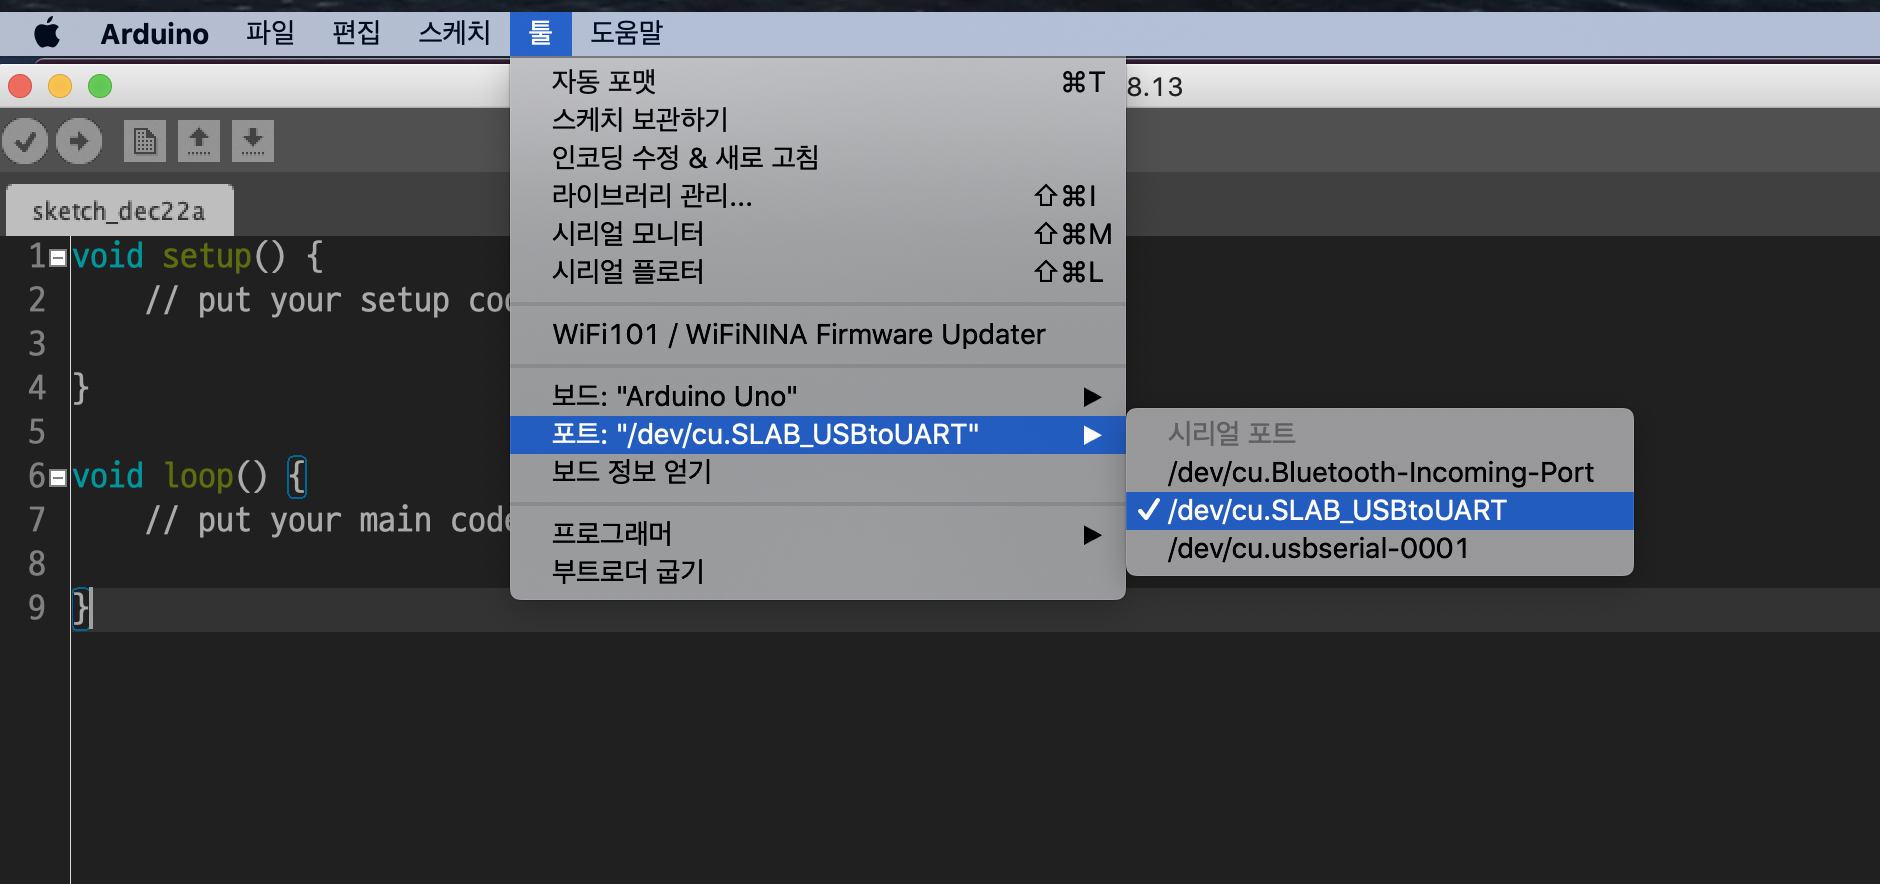 Arduino 파일 편집 스케치 툴 도움말
8.13
sketch_dec22a
1 void setup() {
2 // put your setup
3
4 }
5
6 void loop() {
7 // put your main code
8
9 }
자동 포맷 ⌘T
스케치 보관하기
인코딩 수정 & 새로 고침
라이브러리 관리... ⇧⌘I
시리얼 모니터 ⇧⌘M
시리얼 플로터 ⇧⌘L
WiFi101 / WiFiNINA Firmware Updater
보드: "Arduino Uno" ▶
포트: "/dev/cu.SLAB_USBtoUART" ▶
보드 정보 얻기
프로그래머 ▶
부트로더 굽기
시리얼 포트
/dev/cu.Bluetooth-Incoming-Port
✓ /dev/cu.SLAB_USBtoUART
/dev/cu.usbserial-0001